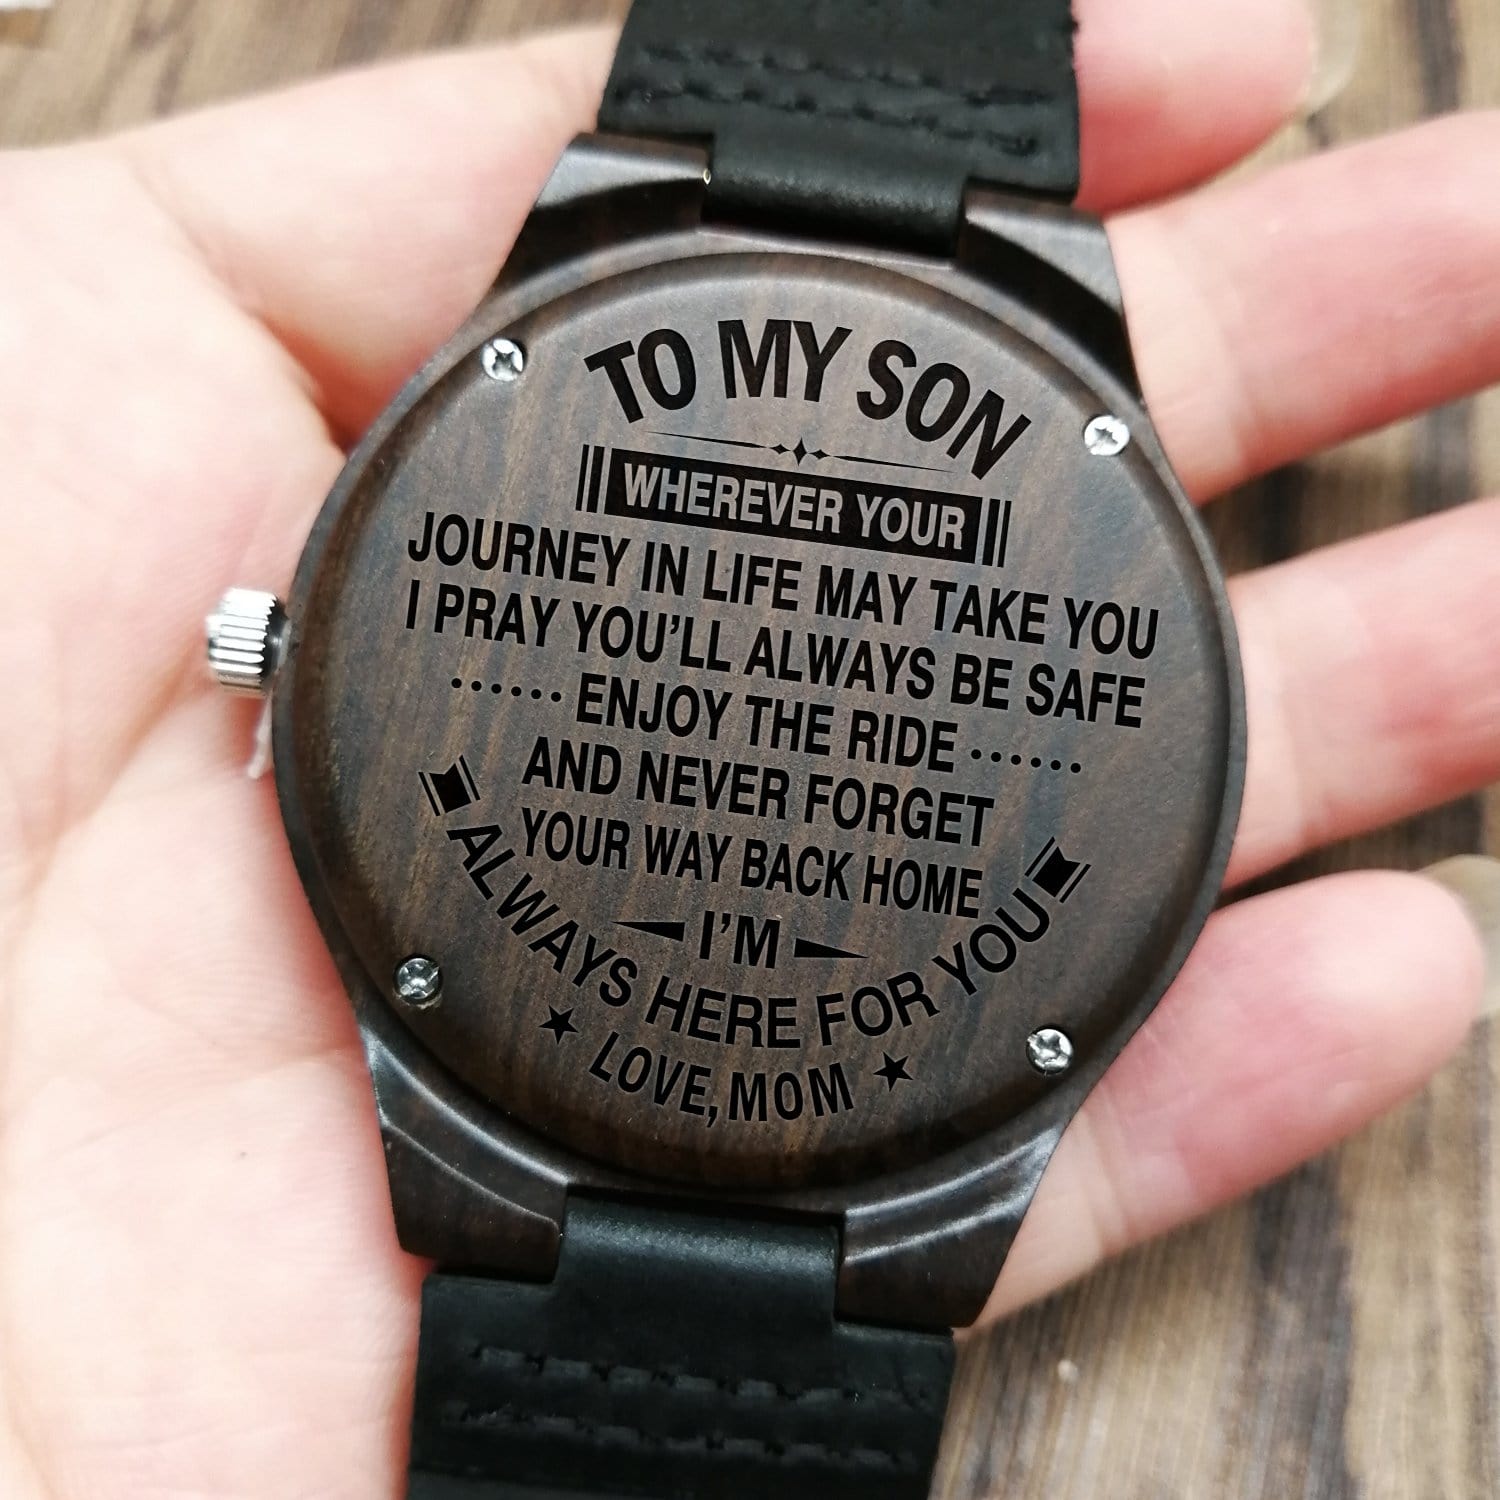 TO MY SON
WHEREVER YOUR
JOURNEY IN LIFE MAY TAKE YOU
I PRAY YOU'LL ALWAYS BE SAFE
ENJOY THE RIDE
AND NEVER FORGET
YOUR WAY BACK HOME
I'M
ALWAYS HERE FOR YOU
LOVE, MOM